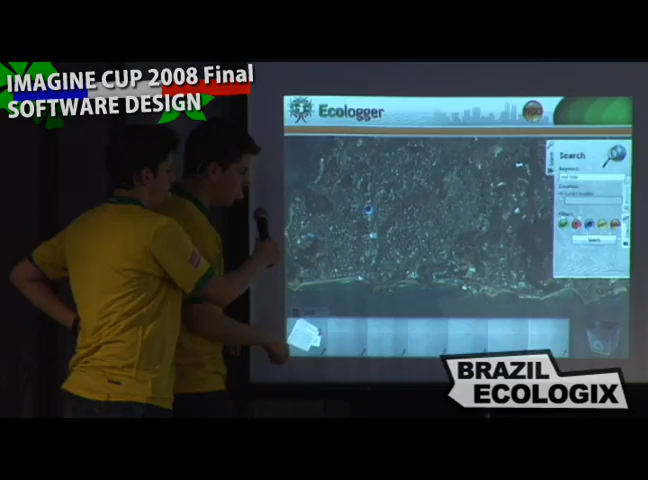 IMAGINE CUP 2008 Final
SOFTWARE DESIGN
Ecologger
Search
BRAZIL
ECOLOGIX